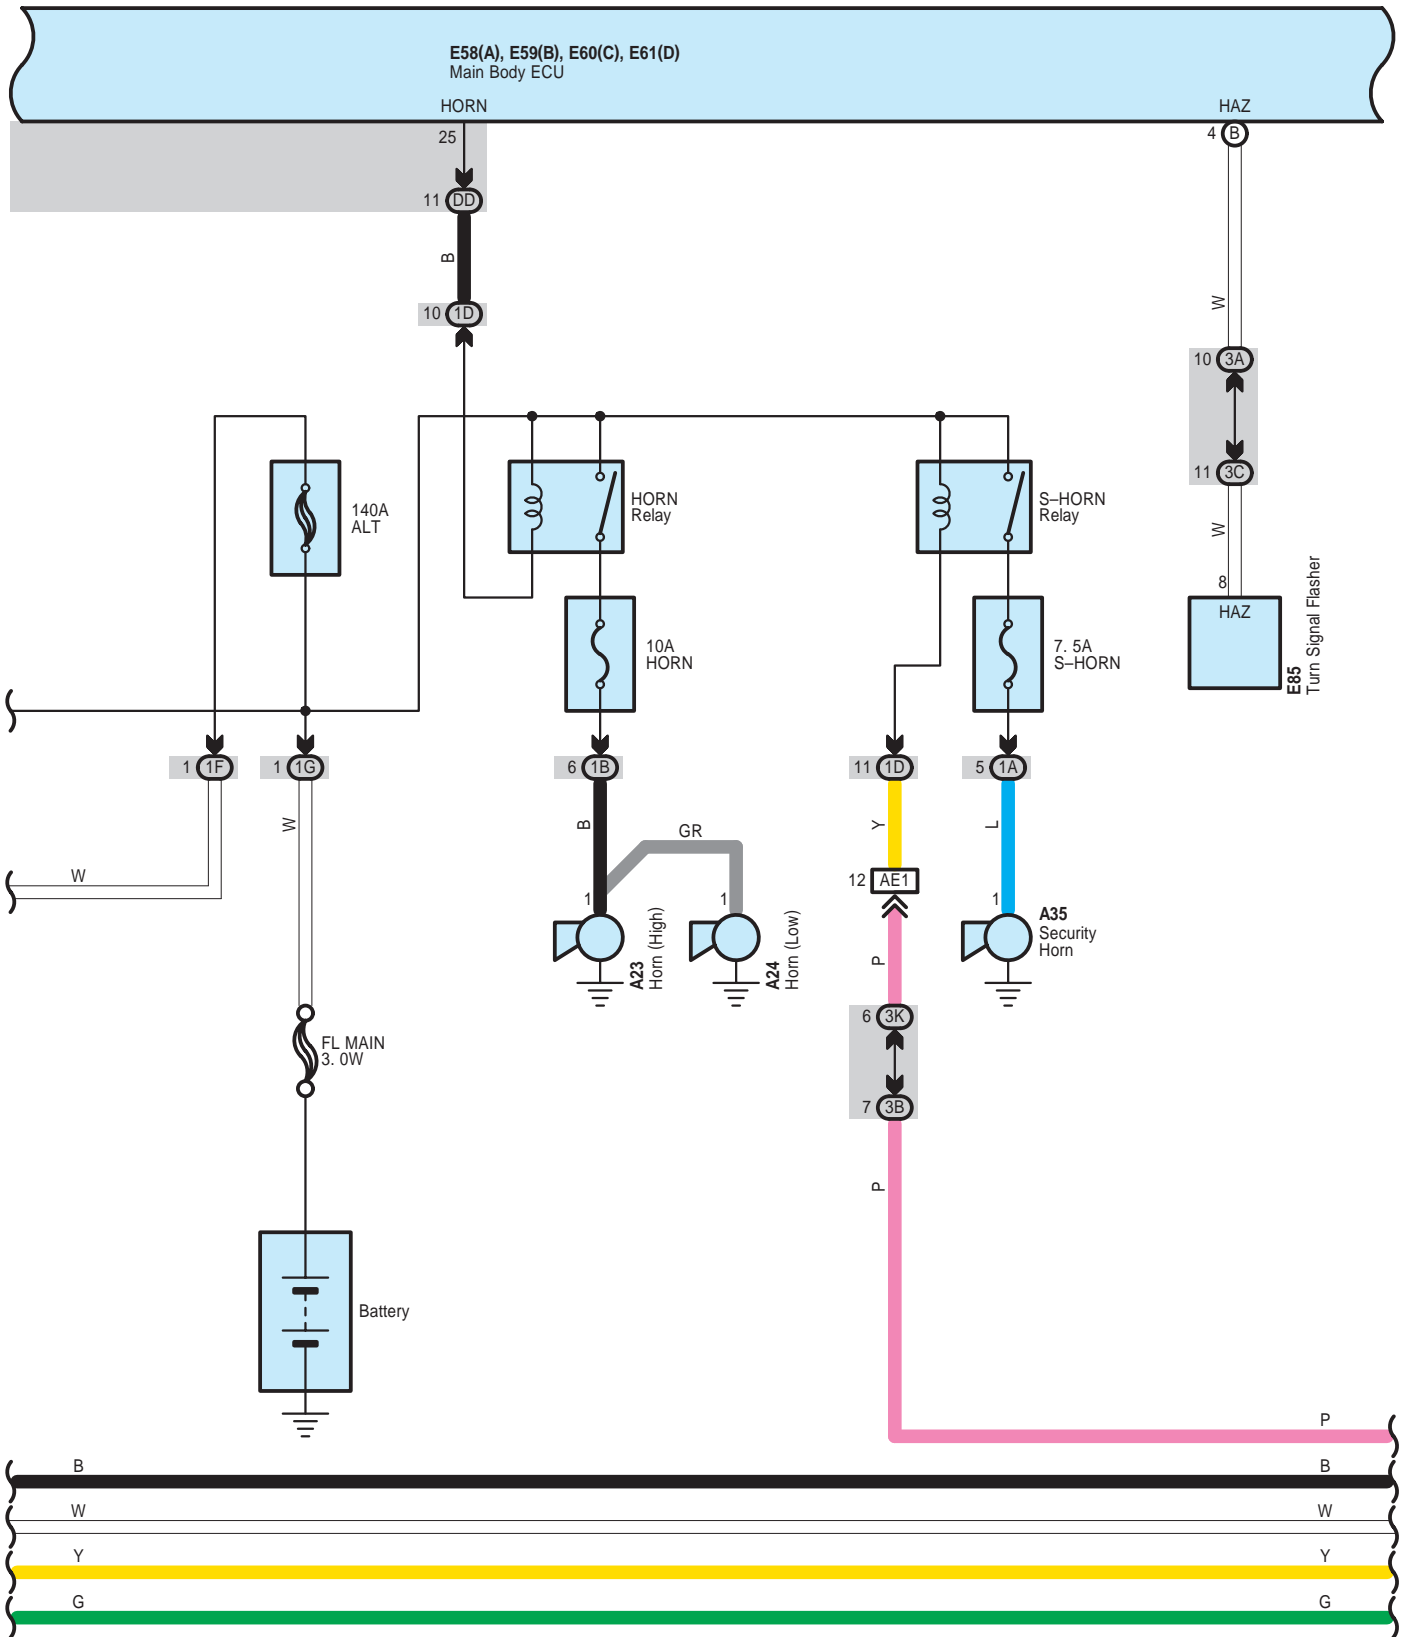 E58(A), E59(B), E60(C), E61(D)
Main Body ECU
HORN
HAZ
25
4 B
11 DD
B
10 1D
W
10 3A
11 3C
W
8
HAZ
E85
Turn Signal Flasher
140A
ALT
HORN
Relay
S–HORN
Relay
10A
HORN
7. 5A
S–HORN
1 1F
1 1G
6 1B
11 1D
5 1A
W
B
GR
Y
L
W
12 AE1
1
1
1
A23
Horn (High)
A24
Horn (Low)
A35
Security
Horn
P
6 3K
FL MAIN
3. 0W
7 3B
P
Battery
P
B
B
W
W
Y
Y
G
G